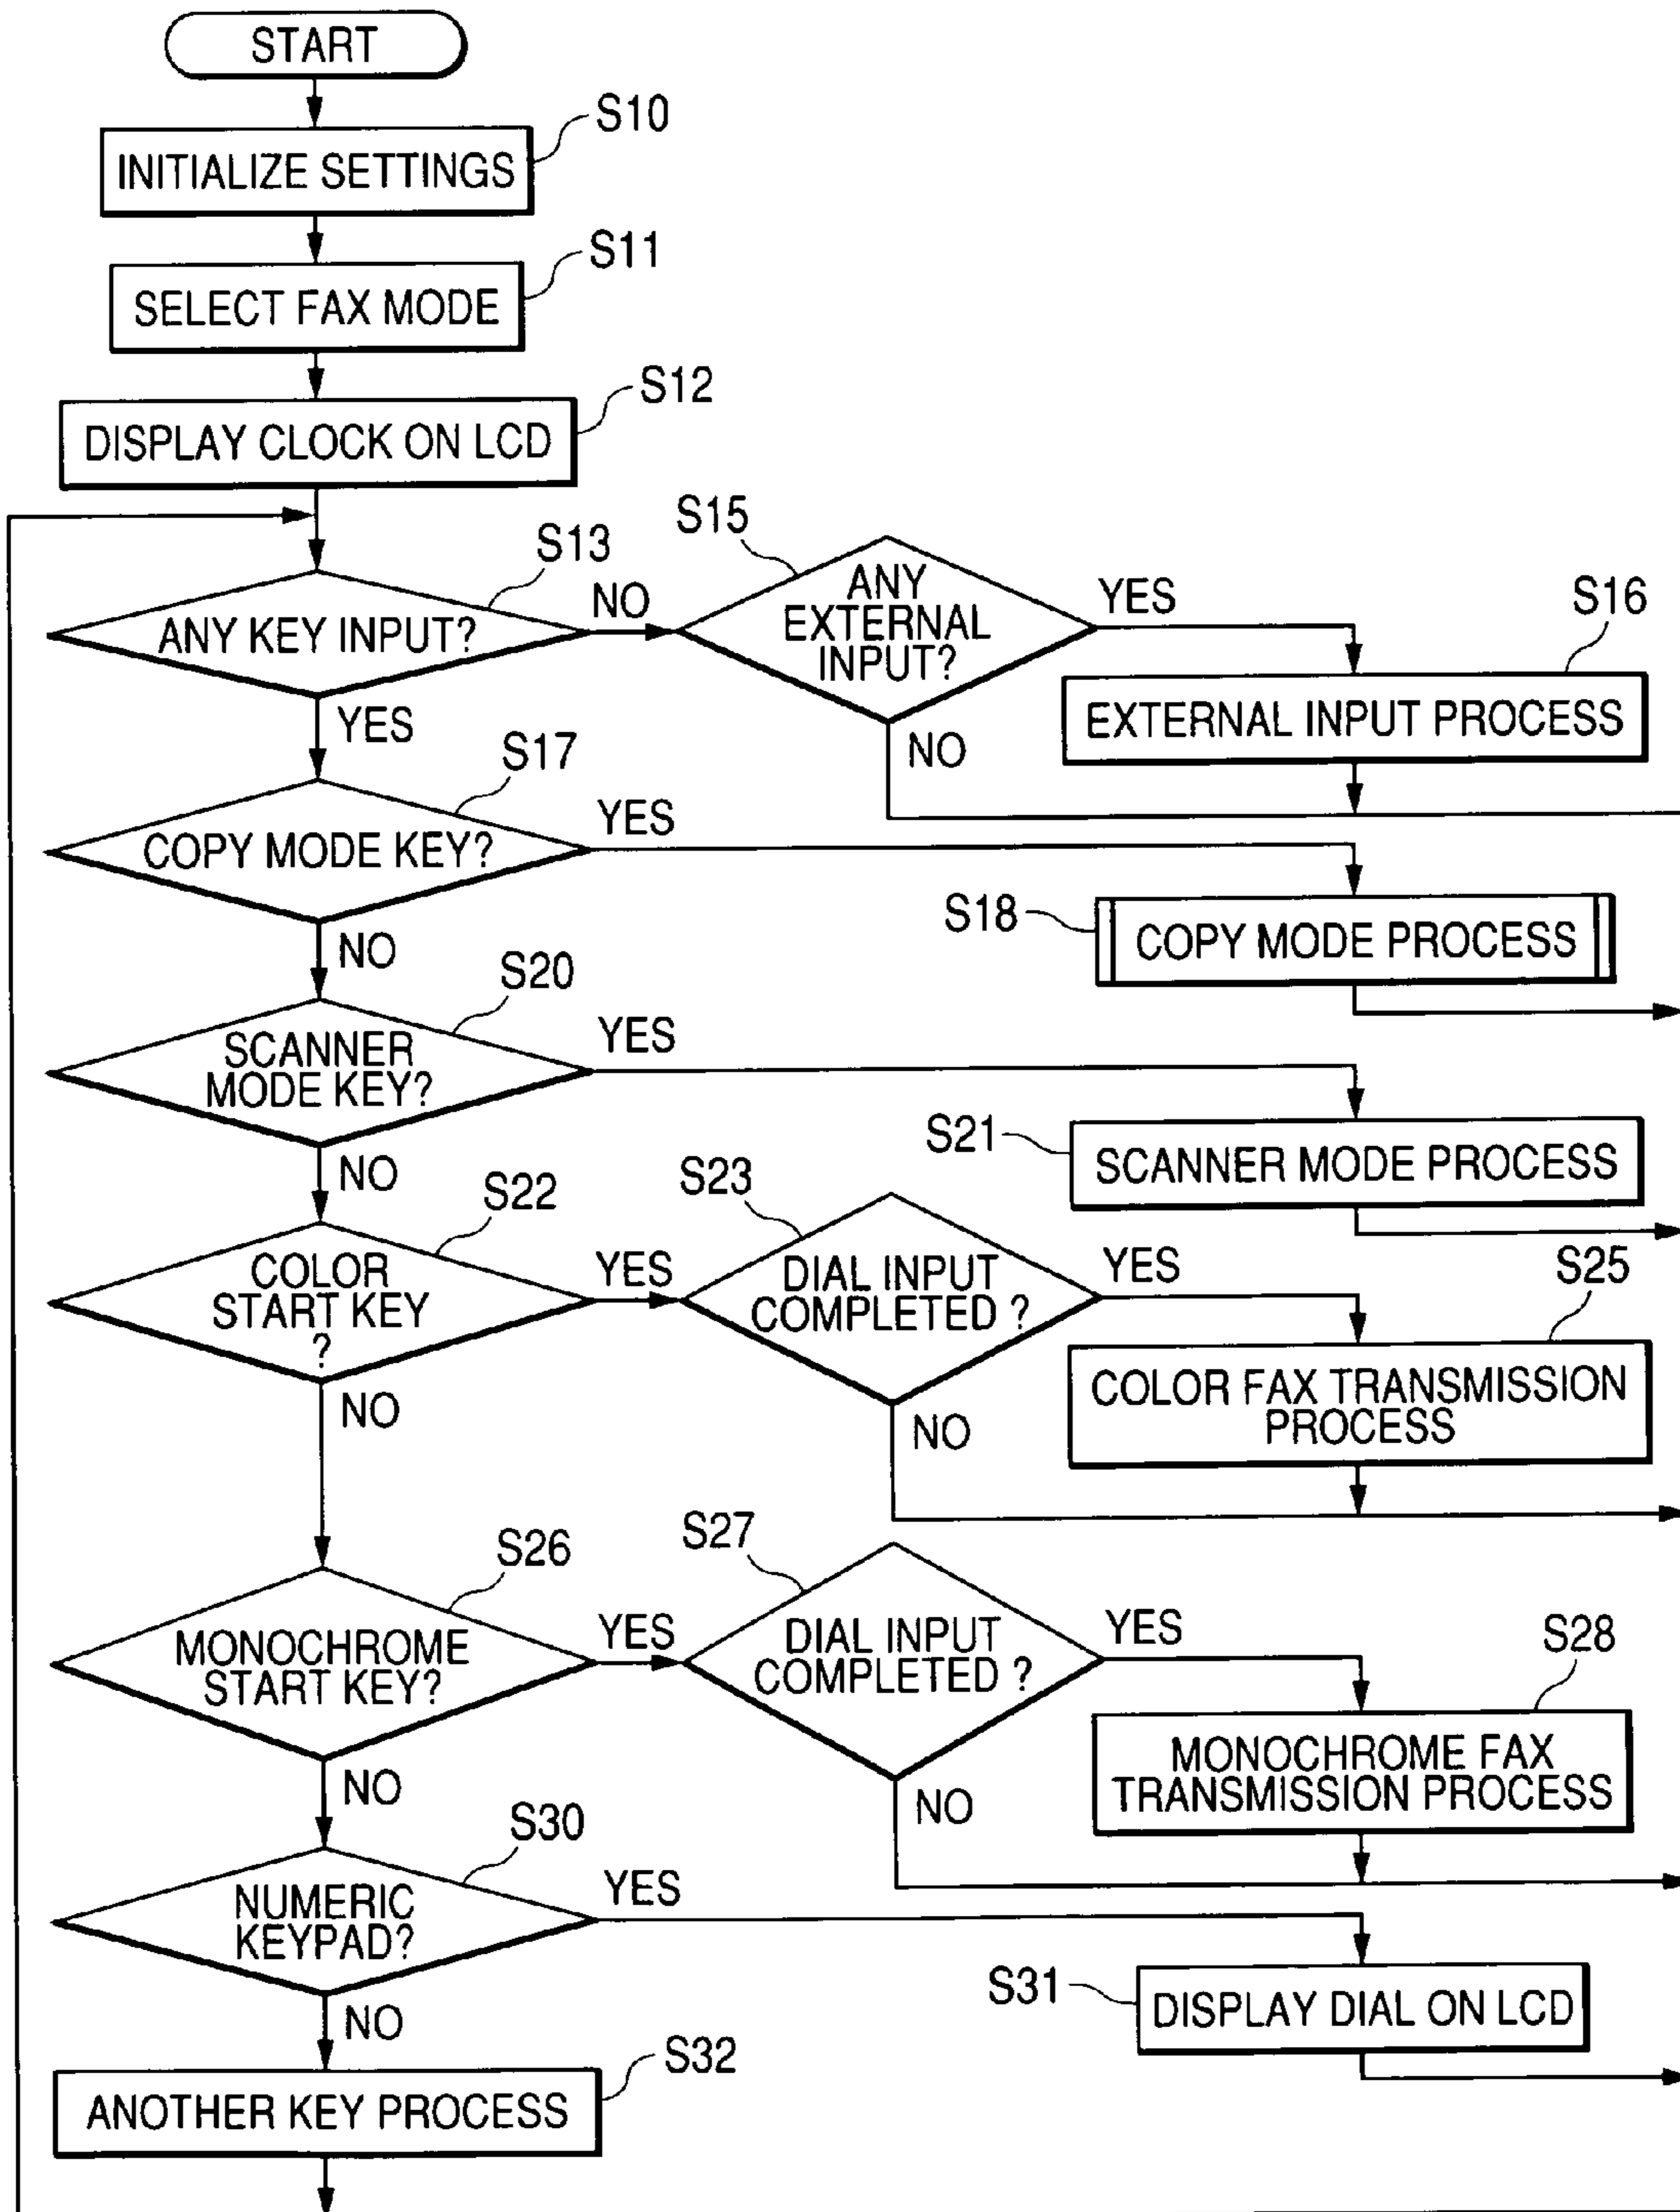 START
S10
INITIALIZE SETTINGS
S11
SELECT FAX MODE
S12
DISPLAY CLOCK ON LCD
S13
ANY KEY INPUT?
NO
YES
S15
ANY
EXTERNAL
INPUT?
YES
NO
S16
EXTERNAL INPUT PROCESS
S17
COPY MODE KEY?
YES
NO
S18
COPY MODE PROCESS
S20
SCANNER
MODE KEY?
YES
NO
S21
SCANNER MODE PROCESS
S22
COLOR
START KEY
?
YES
NO
S23
DIAL INPUT
COMPLETED ?
YES
NO
S25
COLOR FAX TRANSMISSION
PROCESS
S26
MONOCHROME
START KEY?
YES
NO
S27
DIAL INPUT
COMPLETED ?
YES
NO
S28
MONOCHROME FAX
TRANSMISSION PROCESS
S30
NUMERIC
KEYPAD?
YES
NO
S31
DISPLAY DIAL ON LCD
S32
ANOTHER KEY PROCESS